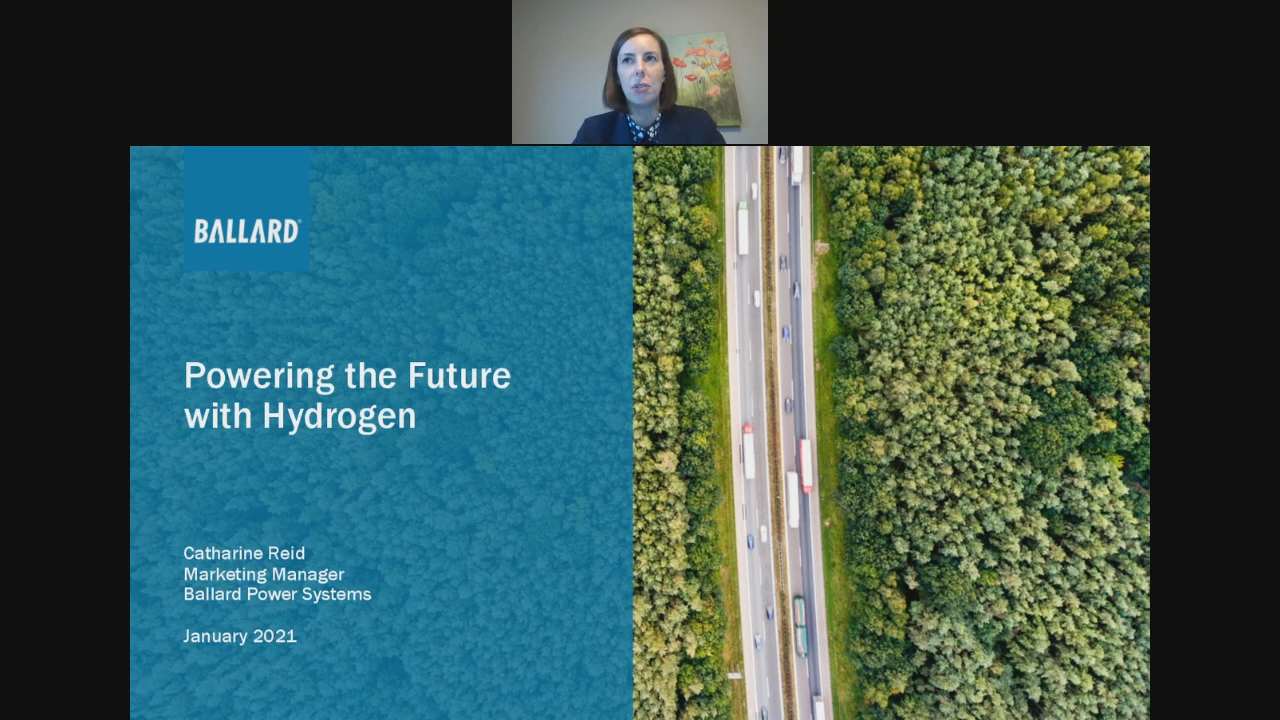 BALLARD
Powering the Future
with Hydrogen
Catharine Reid
Marketing Manager
Ballard Power Systems
January 2021